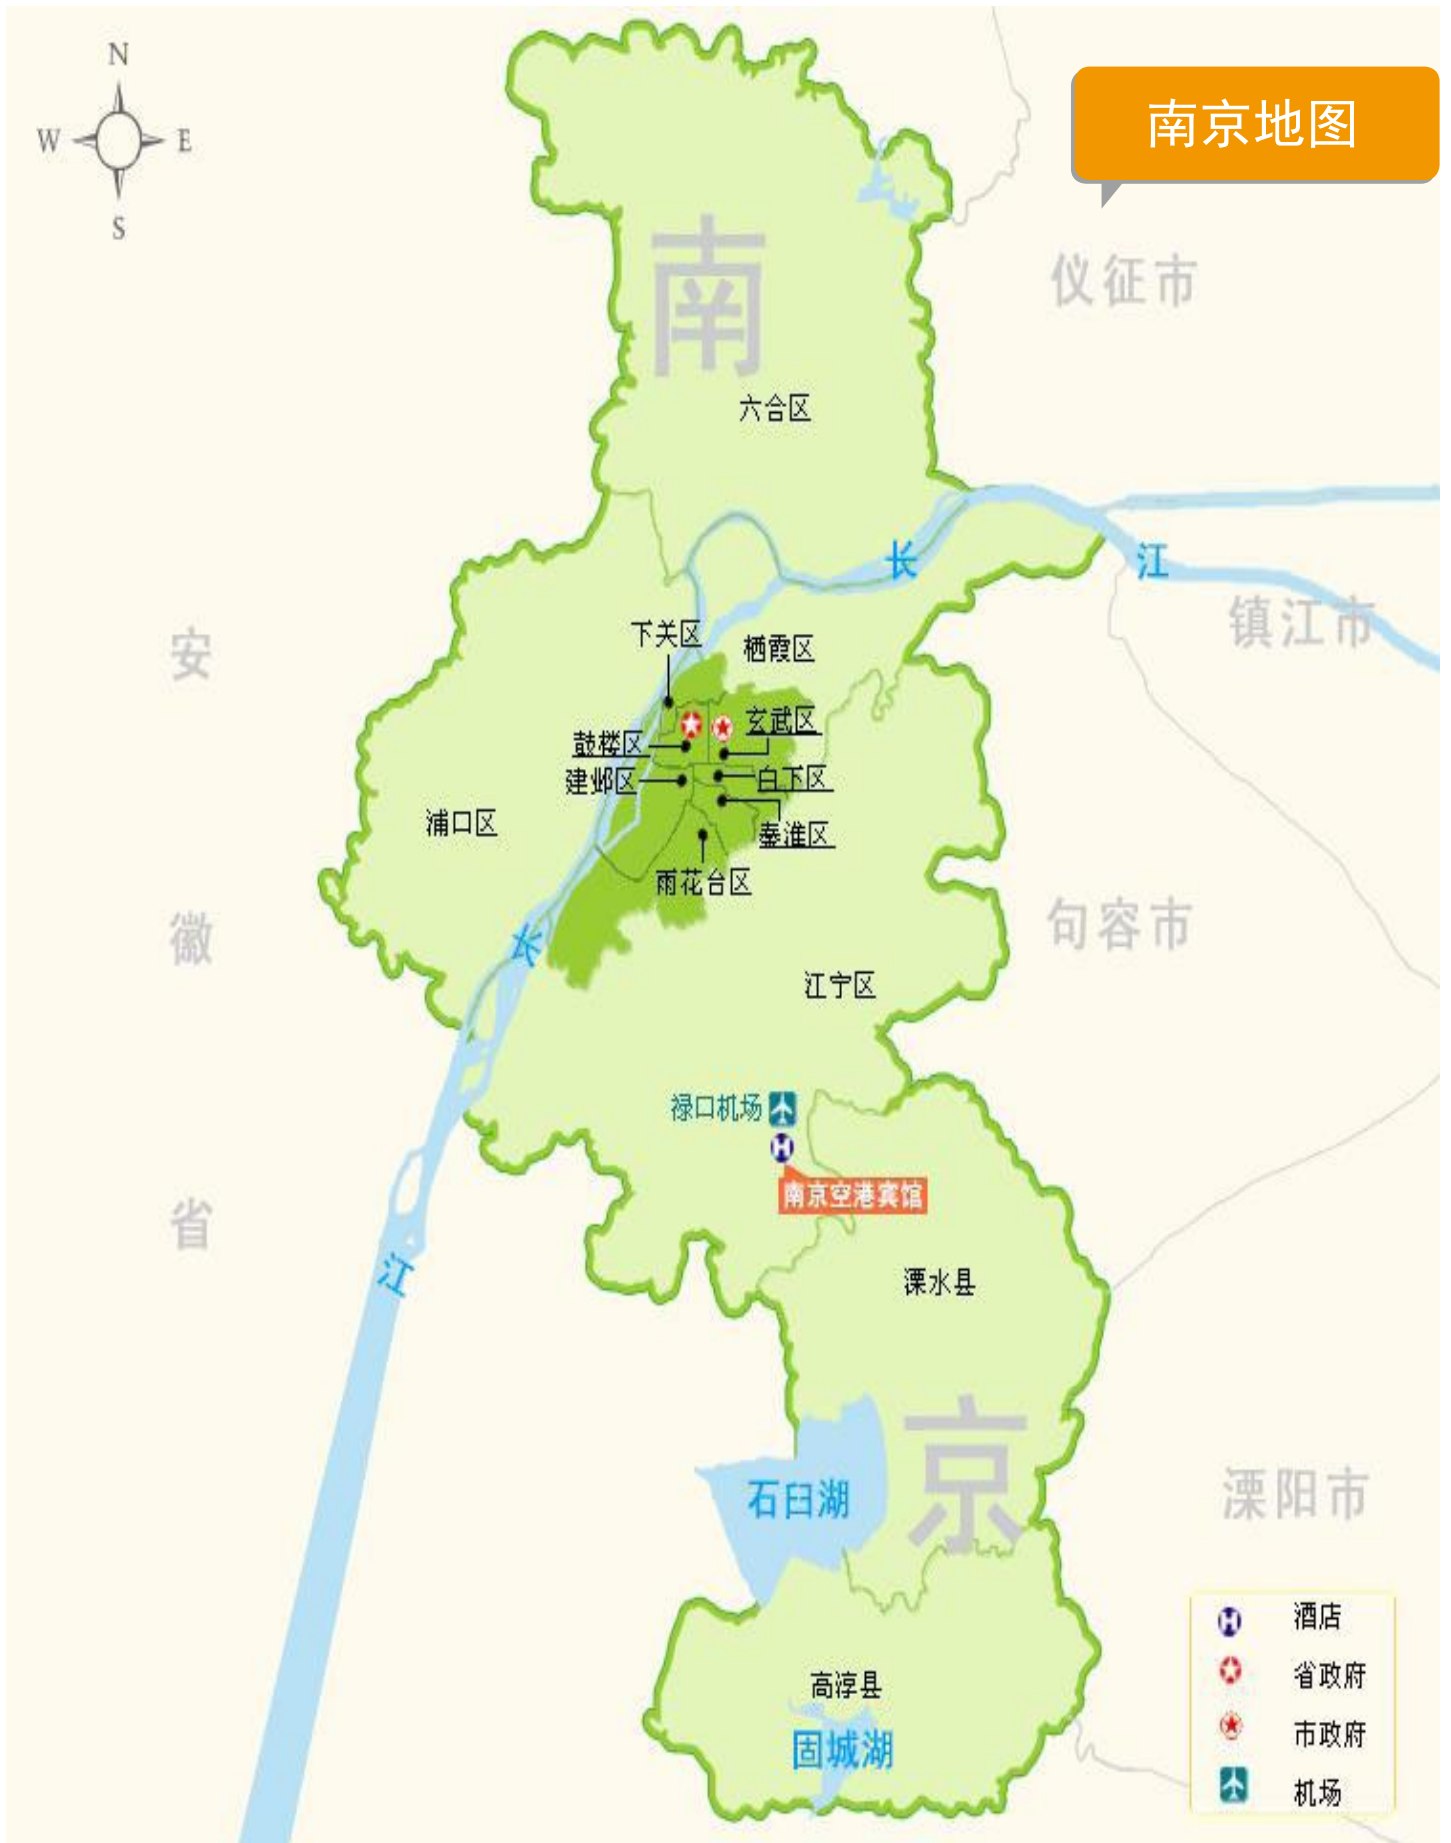 N
W
E
S
南京地图
南
仪征市
六合区
长
江
镇江市
安
下关区
栖霞区
玄武区
鼓楼区
建邺区
白下区
浦口区
秦淮区
雨花台区
徽
句容市
长
江宁区
禄口机场
H
南京空港宾馆
省
江
溧水县
京
石臼湖
溧阳市
H
酒店
省政府
高淳县
市政府
固城湖
机场